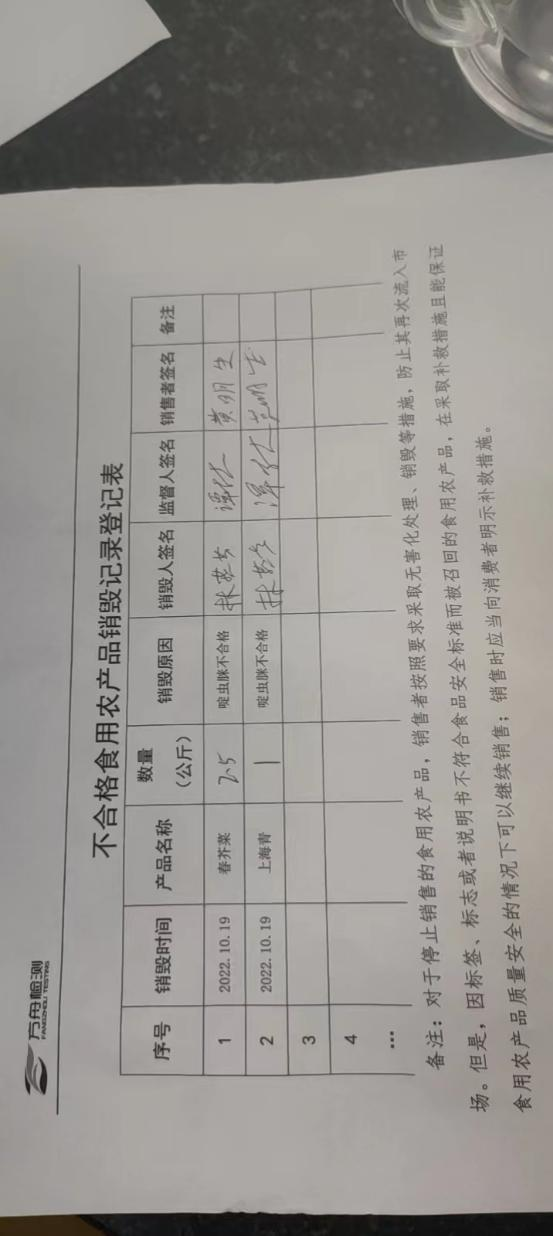 方舟检测
FANGZHOU TESTING
不合格食用农产品销毁记录登记表
序号 销毁时间 产品名称 数量（公斤） 销毁原因 销毁人签名 监督人签名 销售者签名 备注
1 2022.10.19 春芥菜 2.5 啶虫脒不合格 黄明生
2 2022.10.19 上海青 1 啶虫脒不合格
3
4
…
备注：对于停止销售的食用农产品，销售者按照要求采取无害化处理、销毁等措施，防止其再次流入市
场。但是，因标签、标志或者说明书不符合食品安全标准而被召回的食用农产品，在采取补救措施且能保证
食用农产品质量安全的情况下可以继续销售；销售时应当向消费者明示补救措施。